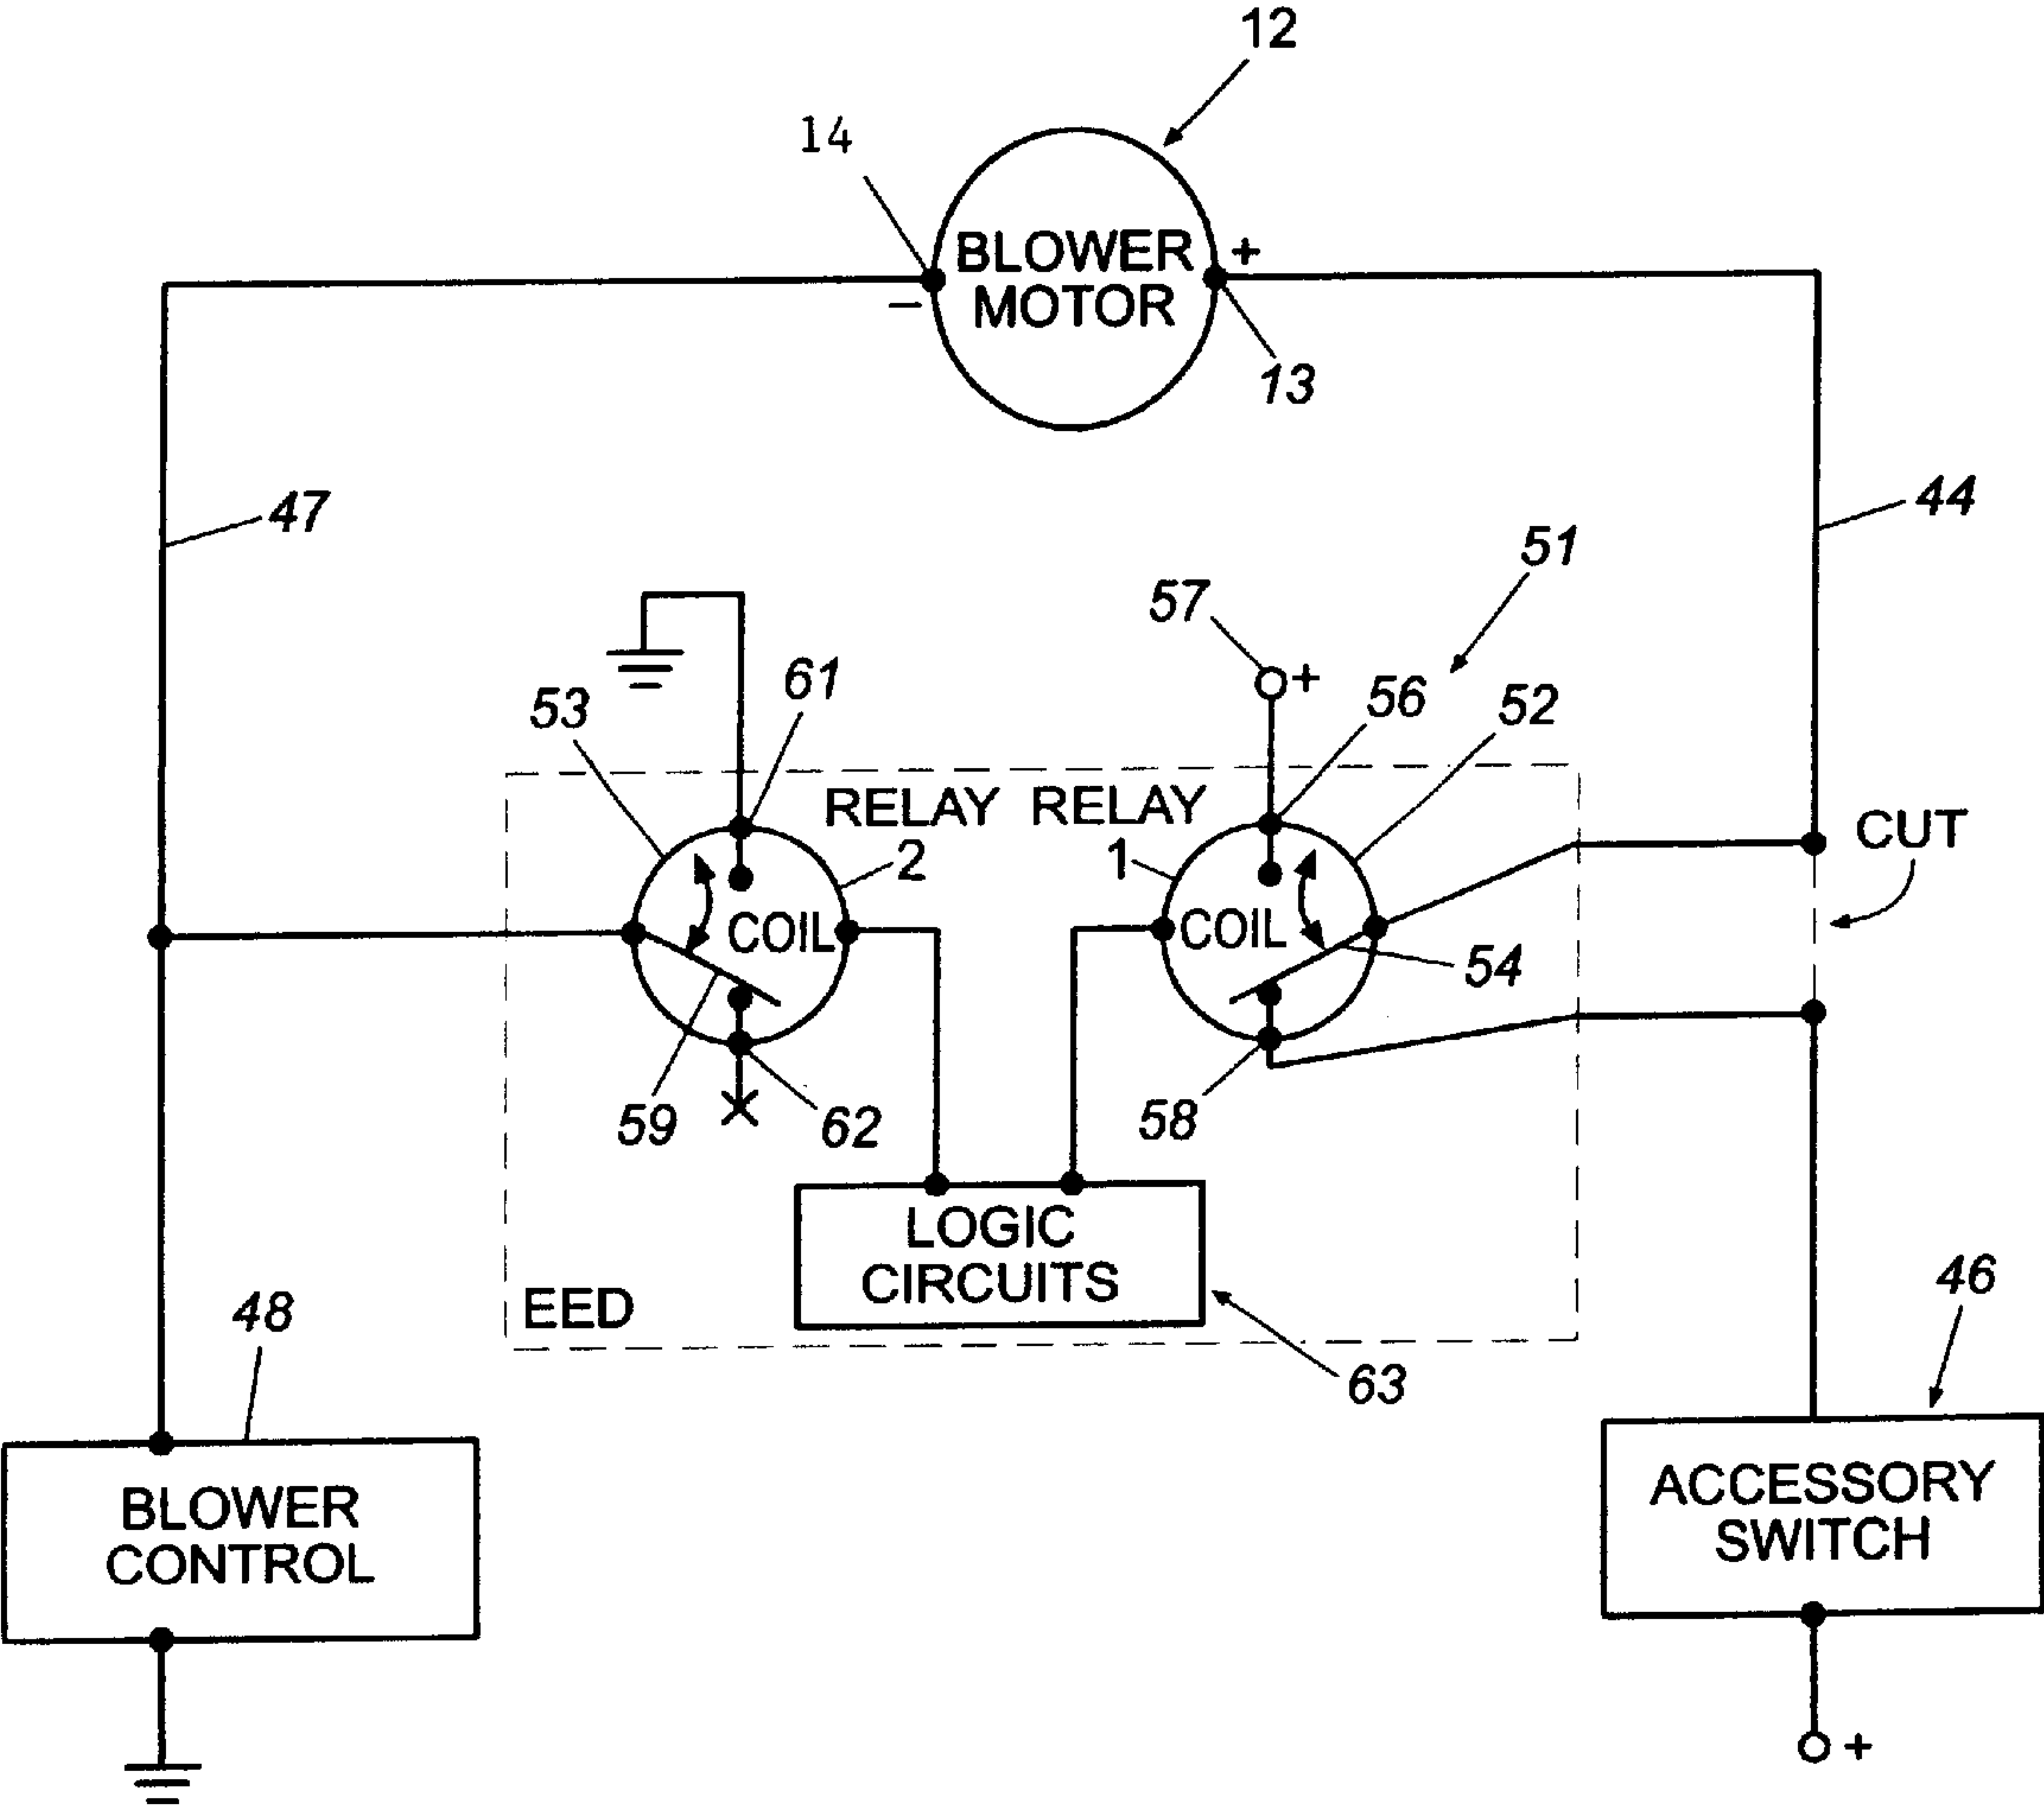 12
14
BLOWER
MOTOR
+
−
13
47
44
51
57
+
61
56
53
52
RELAY RELAY
CUT
2
1
COIL
COIL
54
59
62
58
LOGIC
CIRCUITS
EED
46
48
63
BLOWER
CONTROL
ACCESSORY
SWITCH
+